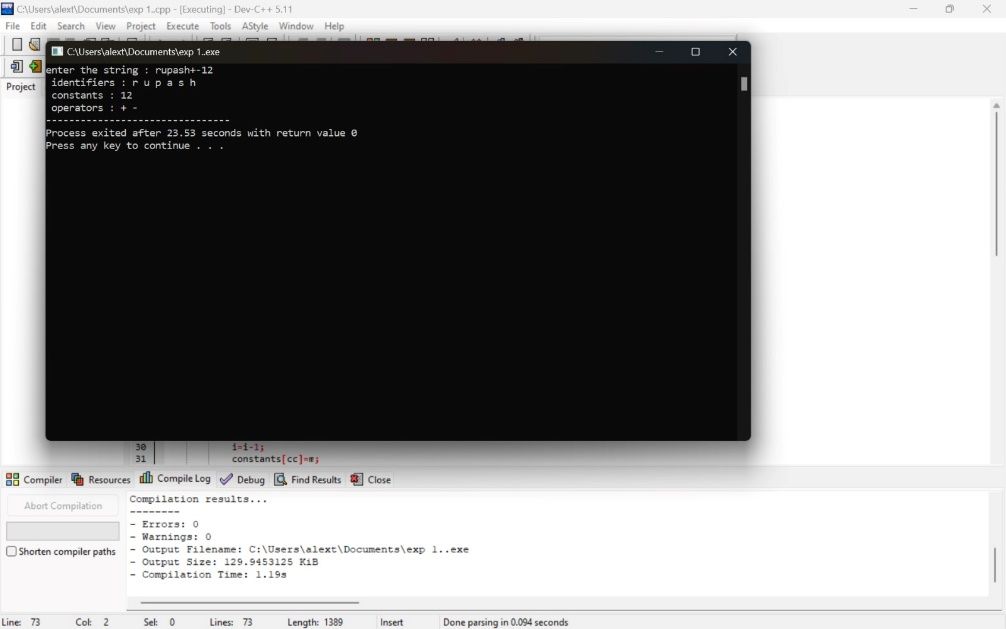 C:\Users\alext\Documents\exp 1..cpp - [Executing] - Dev-C++ 5.11
File Edit Search View Project Execute Tools AStyle Window Help
C:\Users\alext\Documents\exp 1..exe
Project
enter the string : rupash+-12
identifiers : r u p a s h
constants : 12
operators : + -
--------------------------------
Process exited after 23.53 seconds with return value 0
Press any key to continue . . .
30 i=i-1;
31 constants[cc]=m;
Compiler Resources Compile Log Debug Find Results Close
Abort Compilation
Shorten compiler paths
Compilation results...
--------
- Errors: 0
- Warnings: 0
- Output Filename: C:\Users\alext\Documents\exp 1..exe
- Output Size: 129.9453125 KiB
- Compilation Time: 1.19s
Line: 73 Col: 2 Sel: 0 Lines: 73 Length: 1389 Insert Done parsing in 0.094 seconds